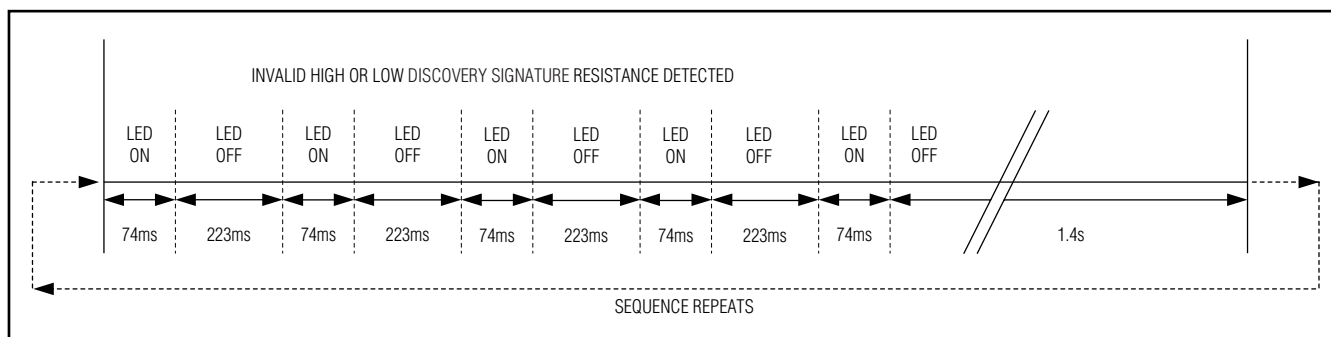 INVALID HIGH OR LOW DISCOVERY SIGNATURE RESISTANCE DETECTED
LED ON
LED OFF
LED ON
LED OFF
LED ON
LED OFF
LED ON
LED OFF
LED ON
LED OFF
74ms 223ms 74ms 223ms 74ms 223ms 74ms 223ms 74ms 1.4s
SEQUENCE REPEATS